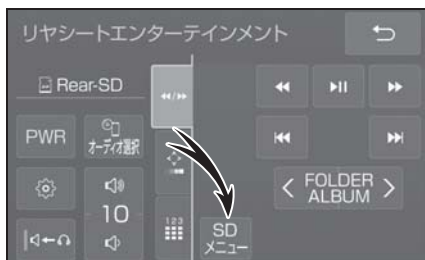 リヤシートエンターテインメント
Rear-SD
PWR
オーディオ選択
10
123
SD
メニュー
FOLDER
ALBUM